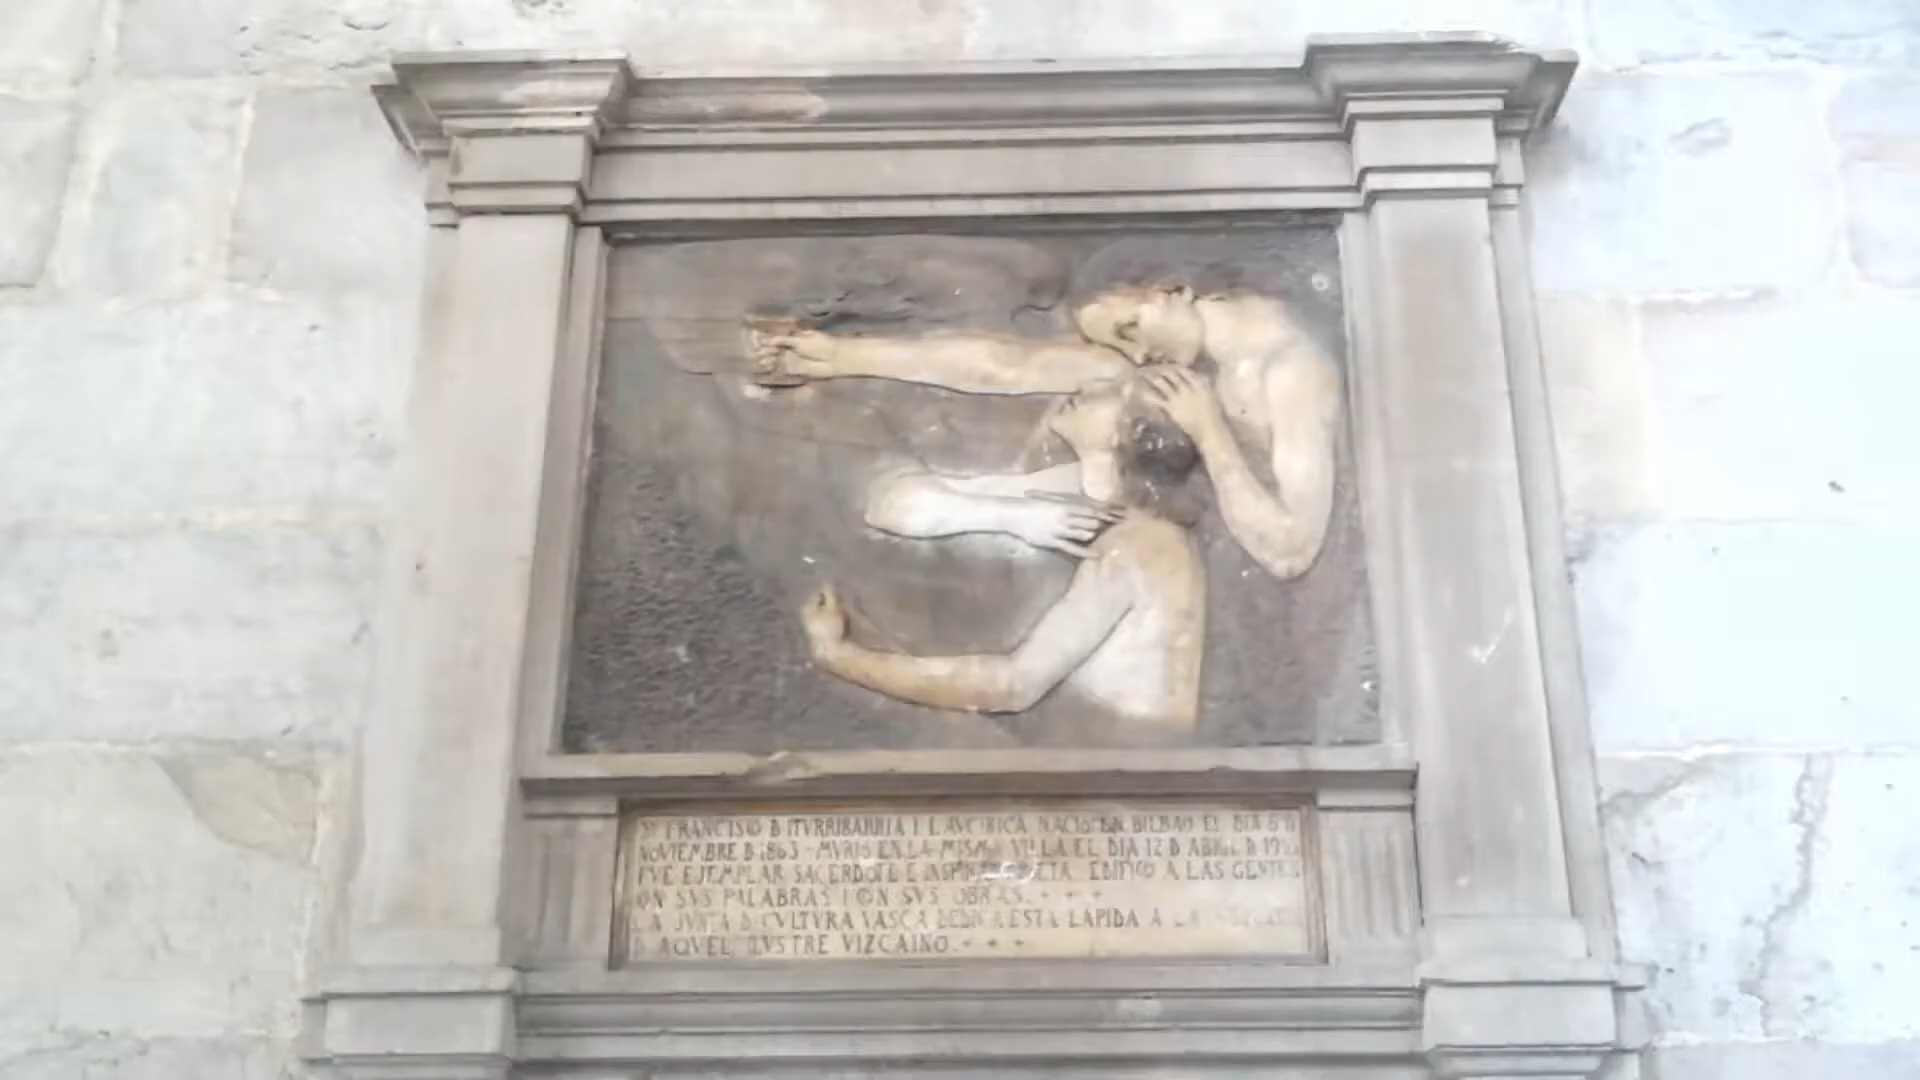 FRANCISCO D ITVRRIBARRIA I LAVCIRICA NACIO EN BILBAO EL DIA
NOVIEMBRE D 1863 - MVRIO EN LA MISMA VILLA EL DIA 12 D ABRIL D
FVE EJEMPLAR SACERDOTE E INSPIRADO POETA. EDIFICO A LAS GENTES
CON SVS PALABRAS I CON SVS OBRAS.
LA JVNTA D CVLTVRA VASCA DEDICA ESTA LAPIDA A LA
D AQVEL ILVSTRE VIZCAINO.